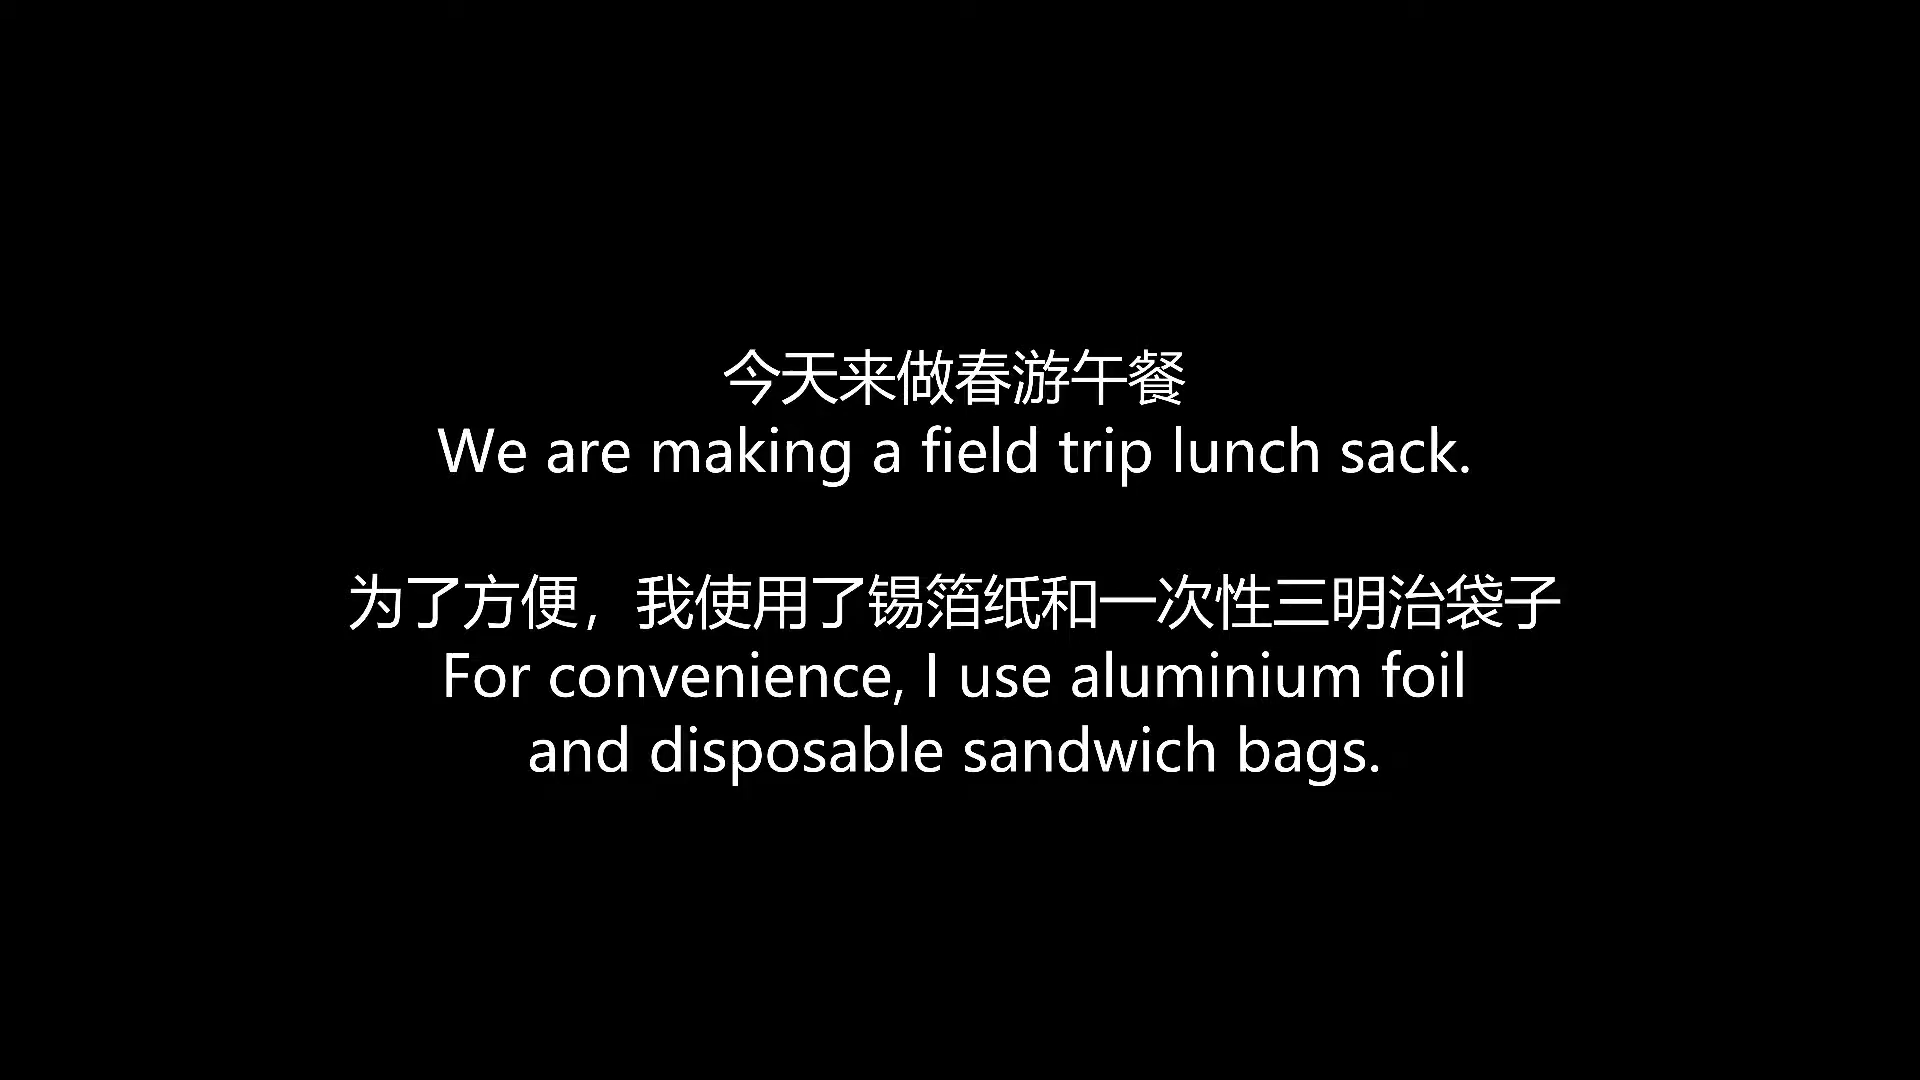 今天来做春游午餐
We are making a field trip lunch sack.
为了方便，我使用了锡箔纸和一次性三明治袋子
For convenience, I use aluminium foil
and disposable sandwich bags.